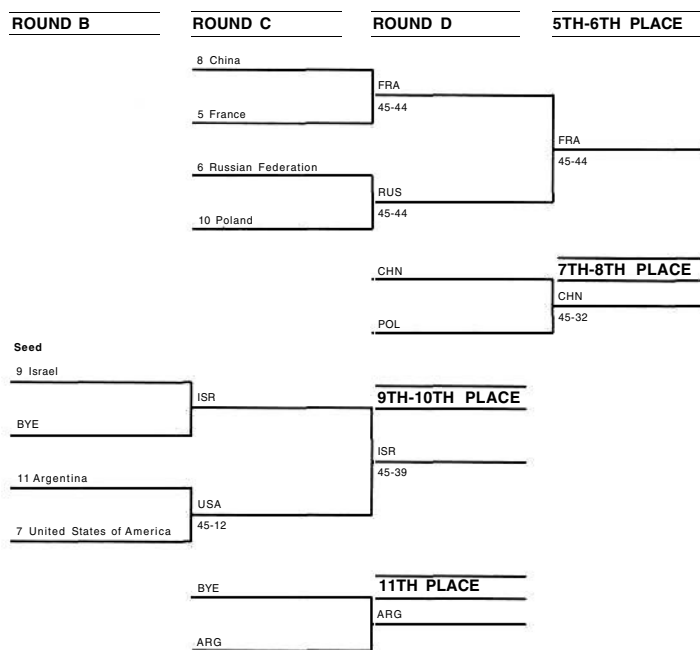 ROUND B ROUND C ROUND D 5TH-6TH PLACE
8 China
FRA
45-44
5 France
FRA
45-44
6 Russian Federation
RUS
45-44
10 Poland
CHN
7TH-8TH PLACE
CHN
45-32
POL
Seed
9 Israel
ISR
9TH-10TH PLACE
BYE
ISR
45-39
11 Argentina
USA
45-12
7 United States of America
BYE
11TH PLACE
ARG
ARG